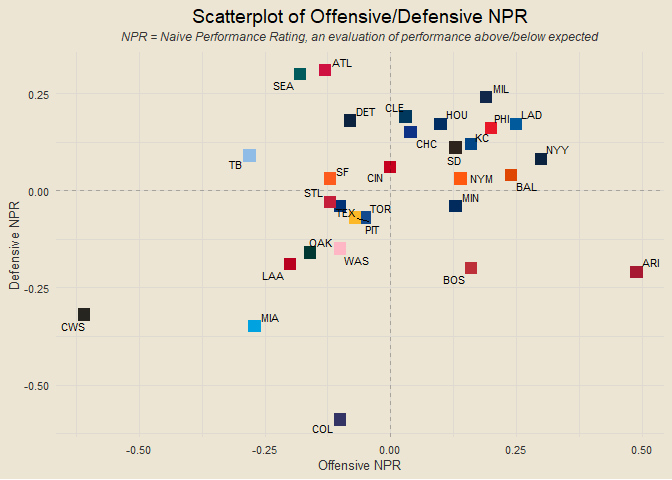 Scatterplot of Offensive/Defensive NPR
NPR = Naive Performance Rating, an evaluation of performance above/below expected
ATL
SEA
MIL
0.25
DET
CLE
HOU
PHI
LAD
CHC
KC
SD
NYY
TB
CIN
SF
NYM
BAL
0.00
STL
TEX
TOR
MIN
PIT
OAK
WAS
LAA
BOS
ARI
-0.25
CWS
MIA
-0.50
COL
Defensive NPR
-0.50
-0.25
0.00
0.25
0.50
Offensive NPR